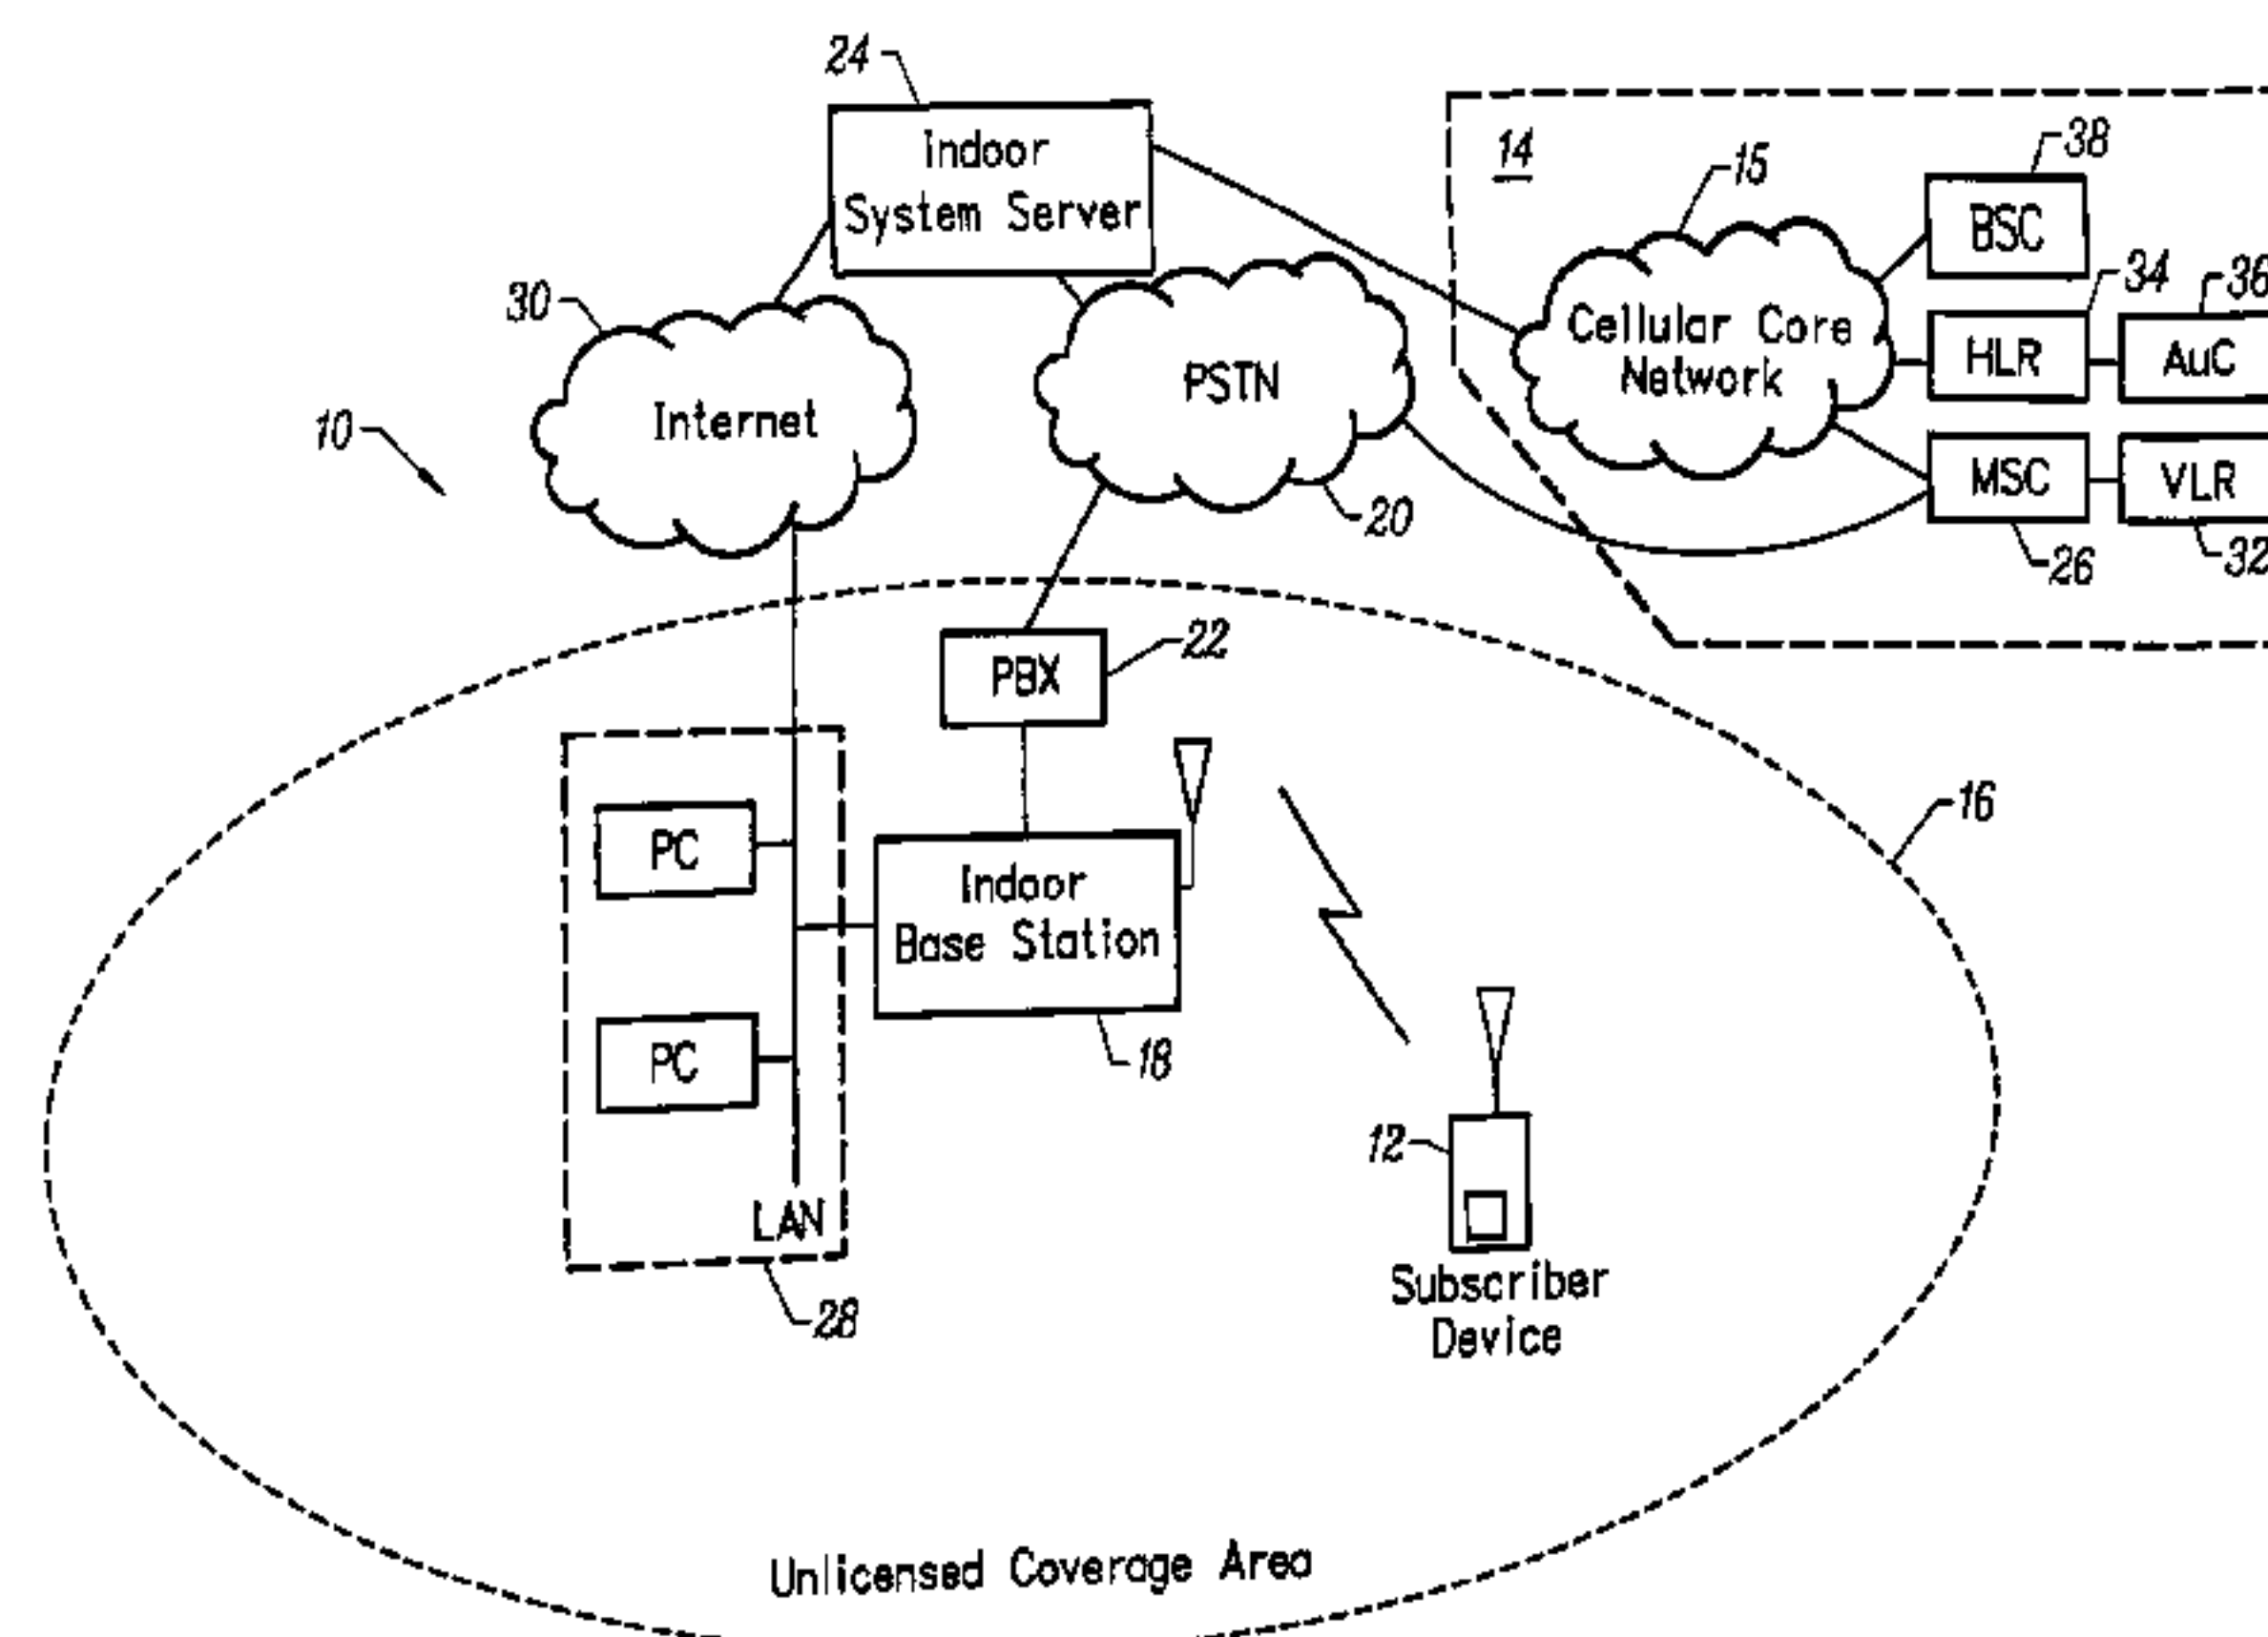 24
Indoor
System Server
14
15
38
BSC
30
34
36
Cellular Core
Network
HLR
AuC
PSTN
Internet
10
MSC
VLR
20
26
32
PBX
22
16
PC
Indoor
Base Station
PC
18
12
LAN
28
Subscriber
Device
Unlicensed Coverage Area